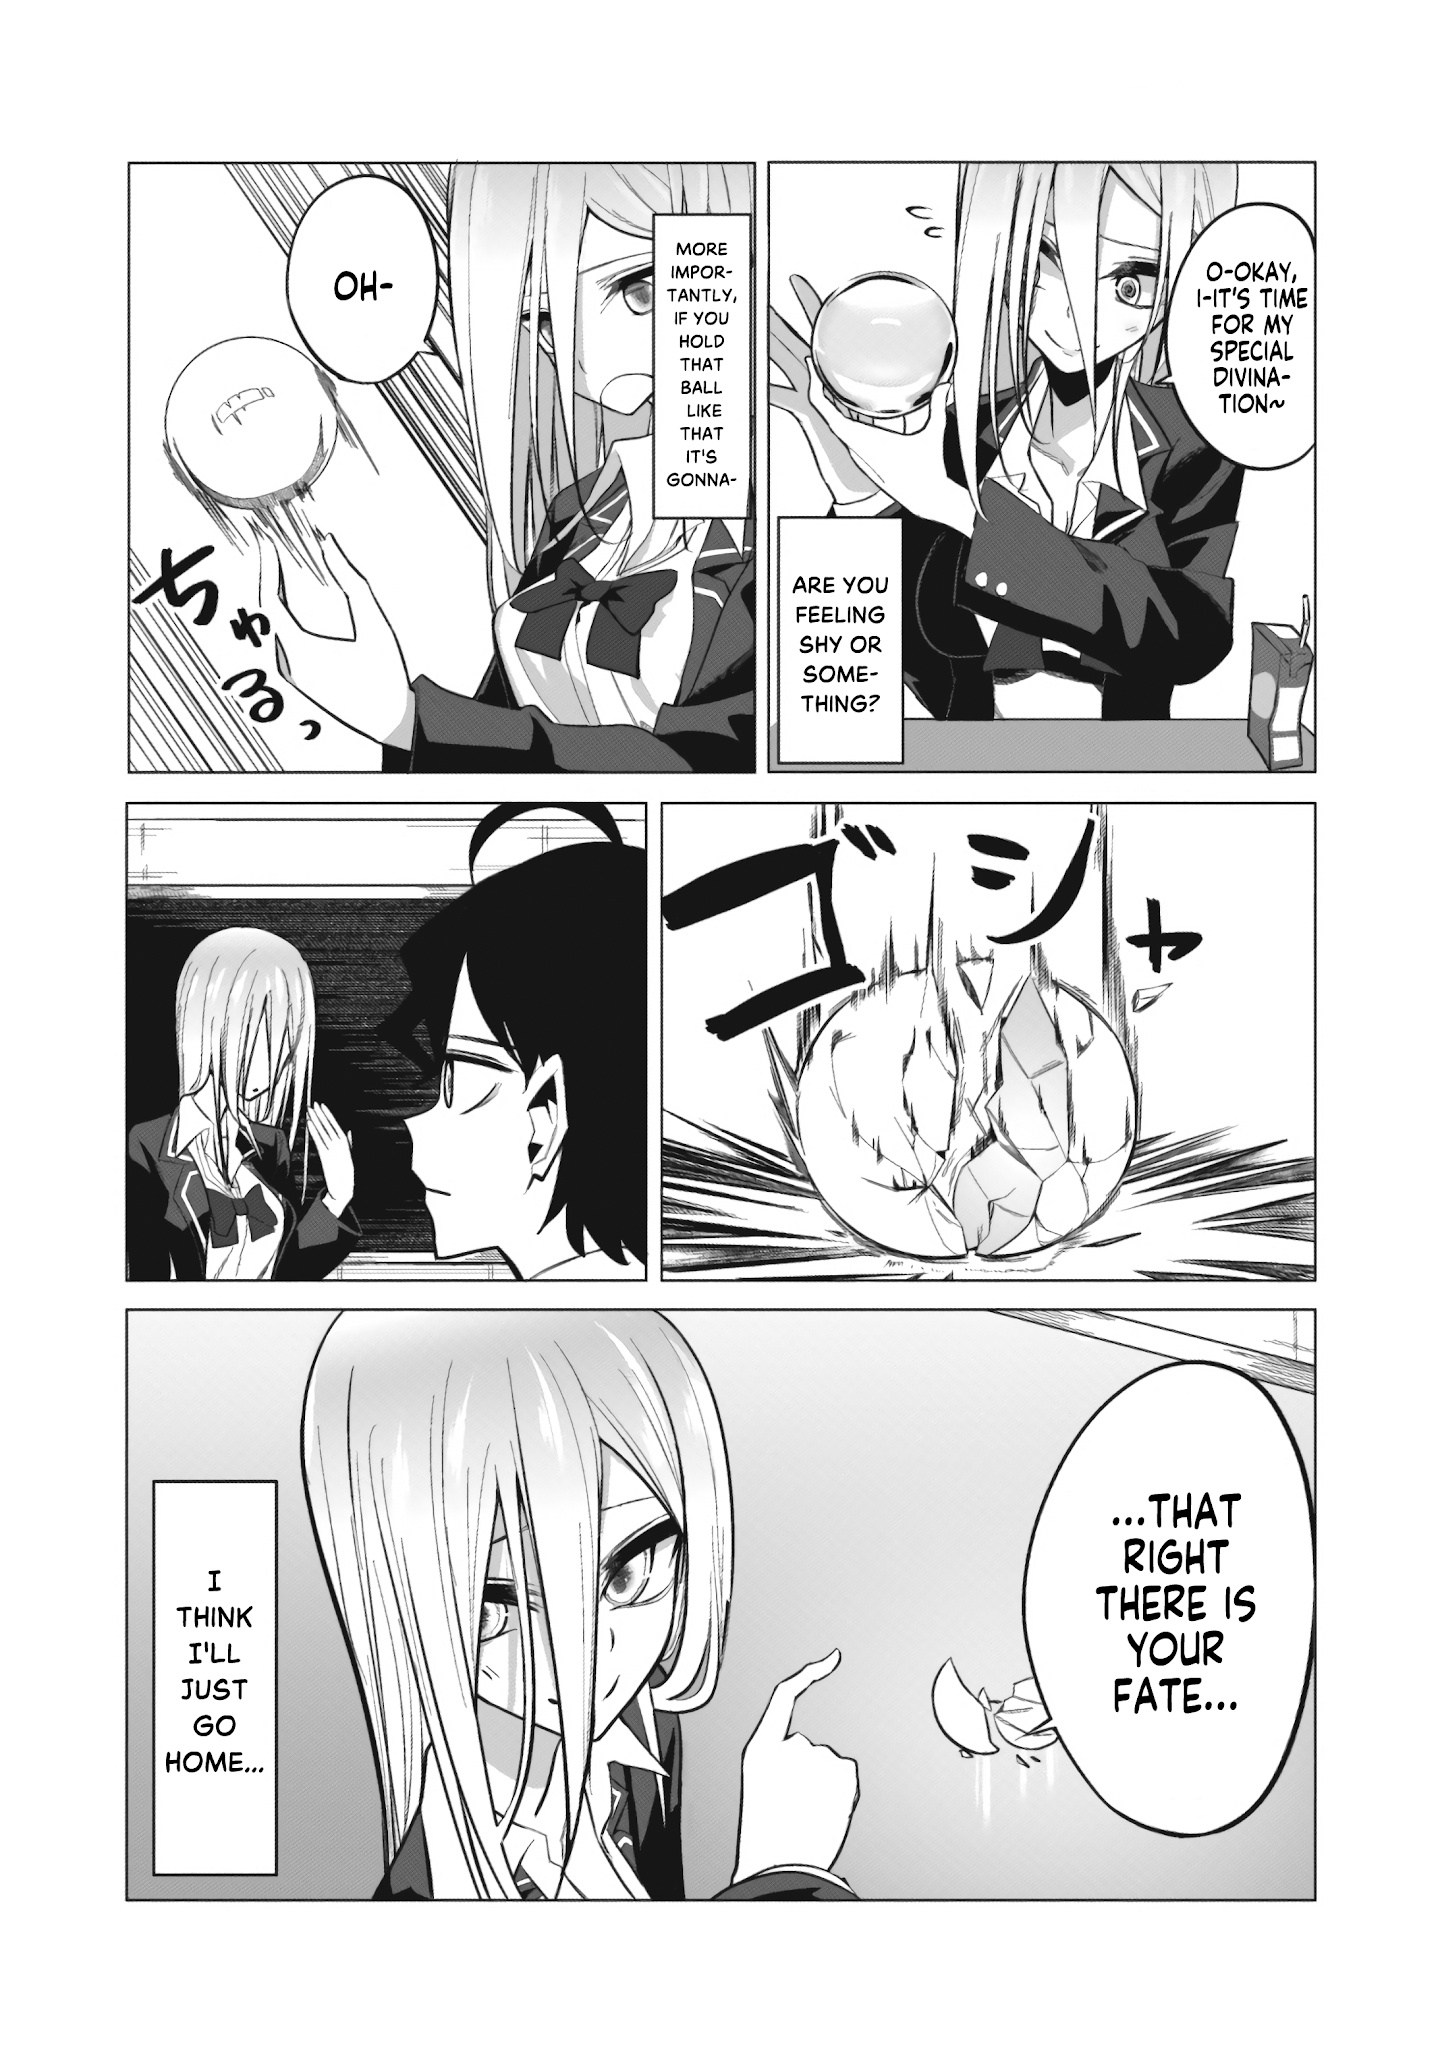 O-OKAY,
I-IT'S TIME
FOR MY
SPECIAL
DIVINA-
TION~
ARE YOU
FEELING
SHY OR
SOME-
THING?
MORE
IMPOR-
TANTLY,
IF YOU
HOLD
THAT
BALL
LIKE
THAT
IT'S
GONNA-
OH-
ちゅるっ
ガシャ
...THAT
RIGHT
THERE IS
YOUR
FATE...
I
THINK
I'LL
JUST
GO
HOME...